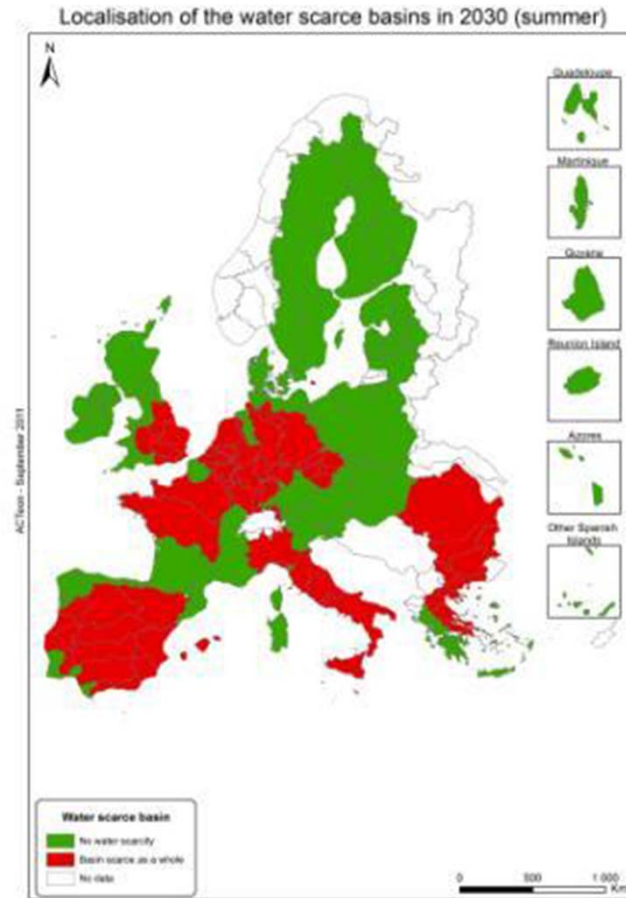 Localisation of the water scarce basins in 2030 (summer)
N
Guadeloupe
Martinique
Guyane
Reunion Island
Azores
Other Spanish
Islands
ACTeon - September 2011
Water scarce basin
No water scarcity
Basin scarce as a whole
No data
0 500 1 000
Km